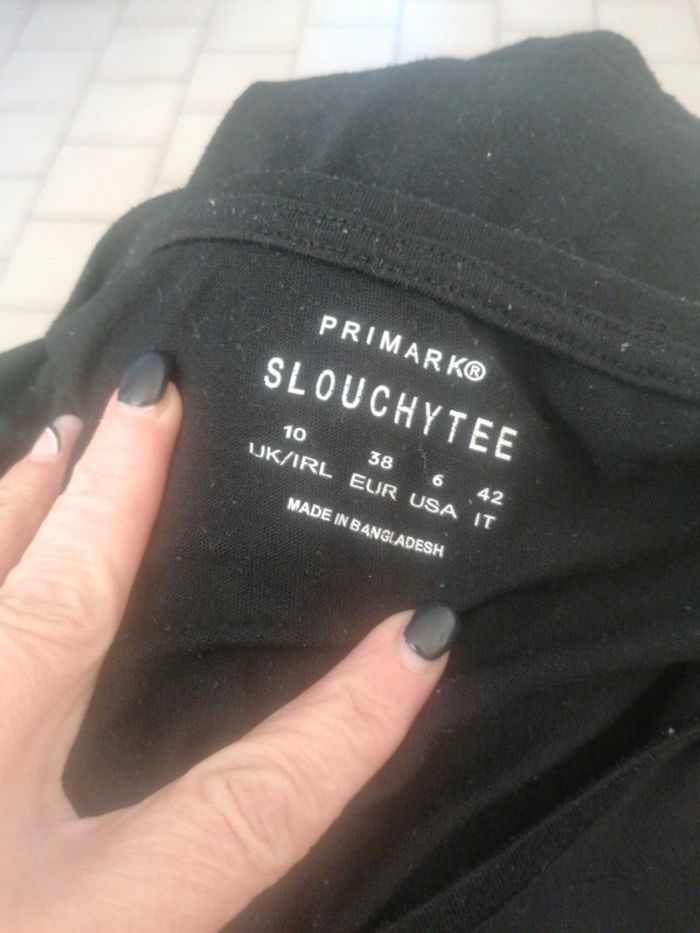 PRIMARK®
SLOUCHYTEE
10 38 6 42
UK/IRL EUR USA IT
MADE IN BANGLADESH